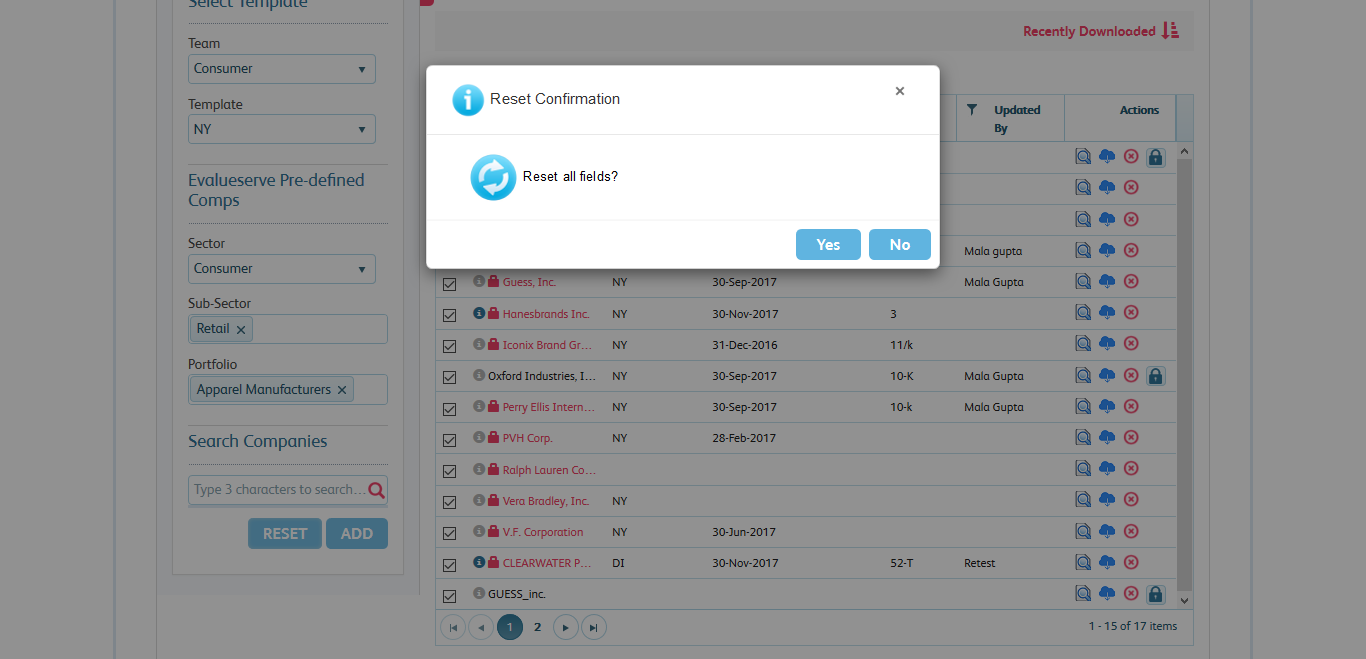 Select Template
Team
Consumer
Template
NY
Evalueserve Pre-defined
Comps
Sector
Consumer
Sub-Sector
Retail ×
Portfolio
Apparel Manufacturers ×
Search Companies
Type 3 characters to search...
RESET ADD
Recently Downloaded
Reset Confirmation ×
Reset all fields?
Yes No
Updated
By
Actions
Mala gupta
Guess, Inc. NY 30-Sep-2017 Mala Gupta
Hanesbrands Inc. NY 30-Nov-2017 3
Iconix Brand Gr... NY 31-Dec-2016 11/k
Oxford Industries, I... NY 30-Sep-2017 10-K Mala Gupta
Perry Ellis Intern... NY 30-Sep-2017 10-k Mala Gupta
PVH Corp. NY 28-Feb-2017
Ralph Lauren Co...
Vera Bradley, Inc. NY
V.F. Corporation NY 30-Jun-2017
CLEARWATER P... DI 30-Nov-2017 52-T Retest
GUESS_inc.
1 2
1 - 15 of 17 items